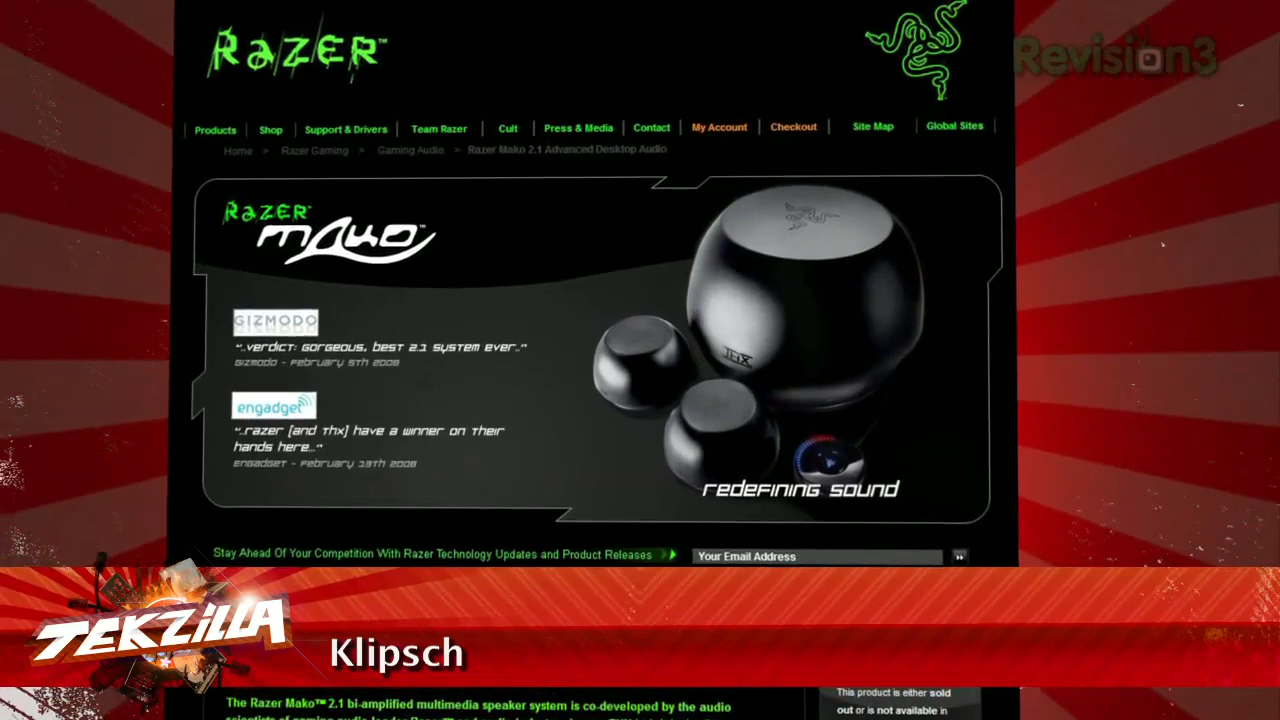 RAZER™
Revision3
Products Shop Support & Drivers Team Razer Cult Press & Media Contact My Account Checkout Site Map Global Sites
Home > Razer Gaming > Gaming Audio > Razer Mako 2.1 Advanced Desktop Audio
RAZER™
mako™
GIZMODO
"..verdict: gorgeous, best 2.1 system ever.."
Gizmodo - February 5th 2008
engadget
"..razer [and thx] have a winner on their
hands here..."
Engadget - February 13th 2008
THX
redefining sound
Stay Ahead Of Your Competition With Razer Technology Updates and Product Releases
Your Email Address
TEKZILLA
Klipsch
The Razer Mako™ 2.1 bi-amplified multimedia speaker system is co-developed by the audio
This product is either sold
out or is not available in